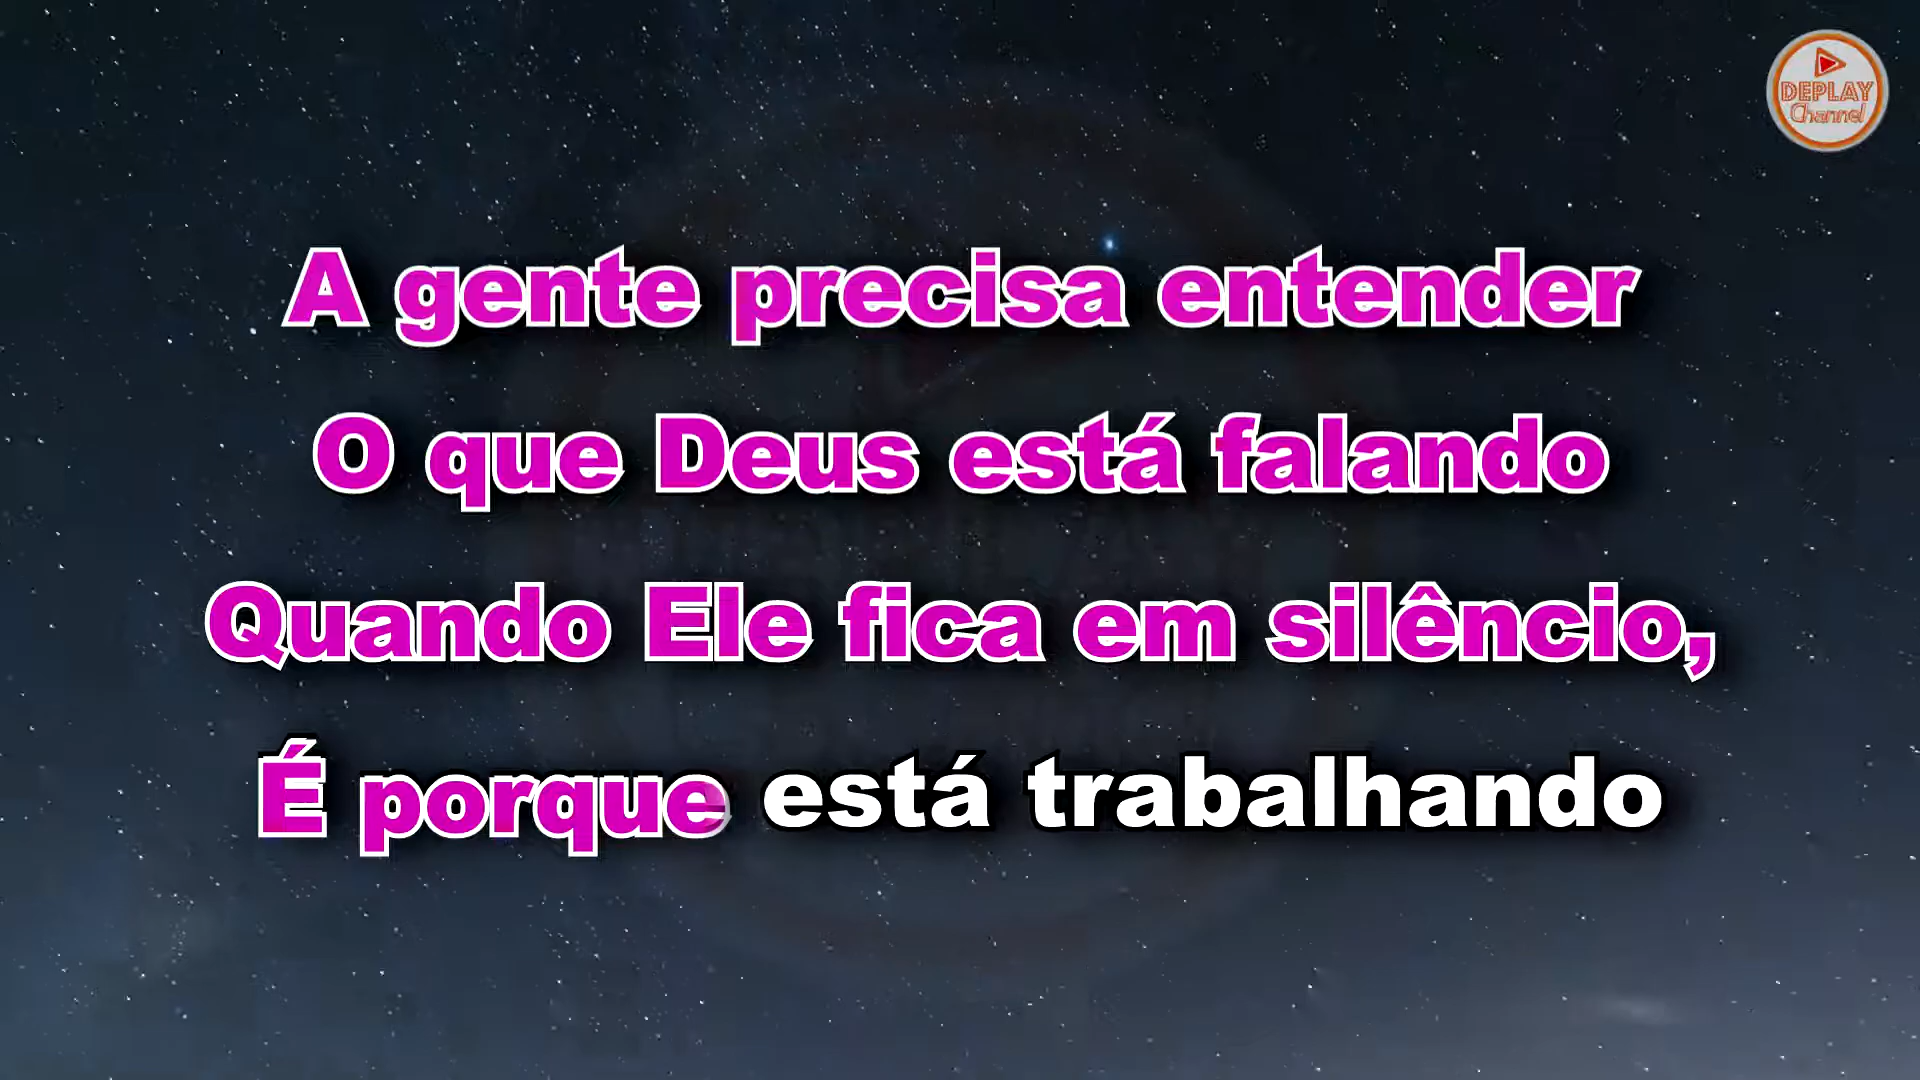 DEPLAY
Channel
A gente precisa entender
O que Deus está falando
Quando Ele fica em silêncio,
É porque está trabalhando